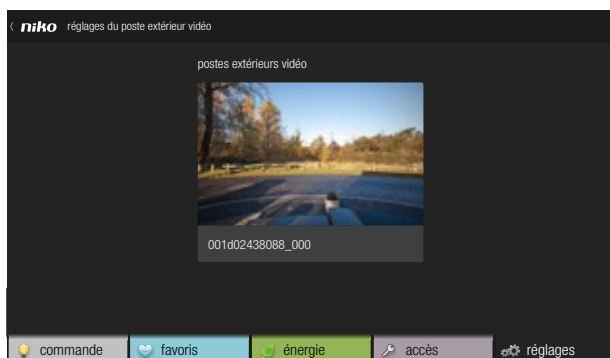 niko réglages du poste extérieur vidéo
postes extérieurs vidéo
001d02438088_000
commande favoris énergie accès réglages